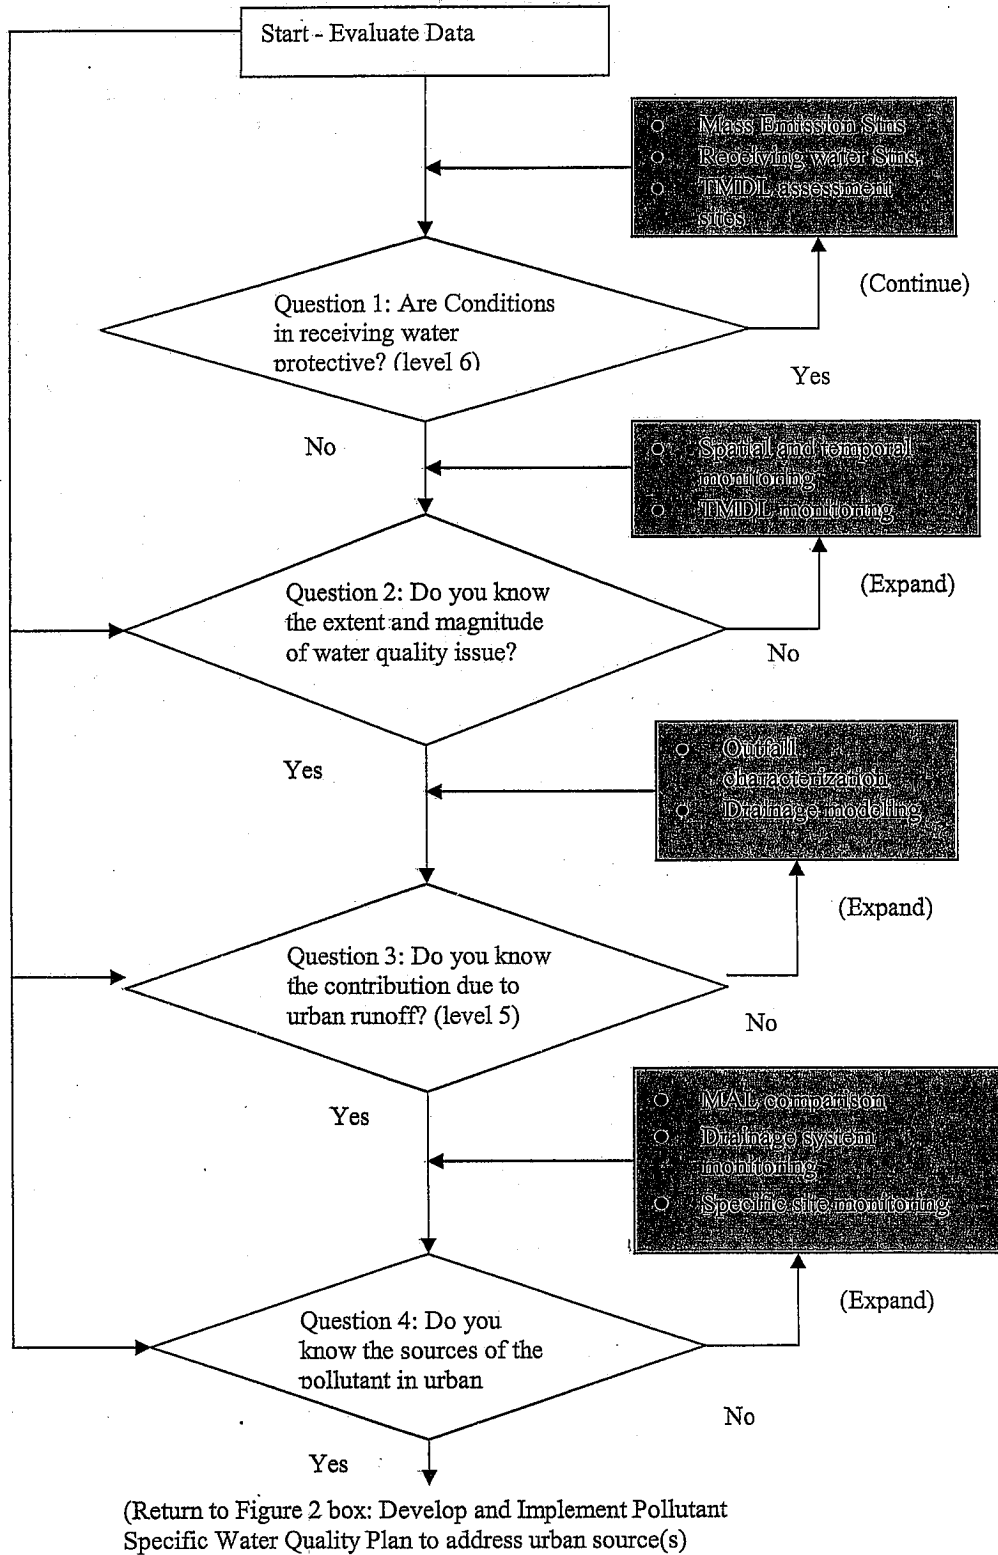 Start - Evaluate Data
Mass Emission Stns
Receiving water Stns.
TMDL assessment
sites
(Continue)
Question 1: Are Conditions
in receiving water
protective? (level 6)
Yes
No
Spatial and temporal
monitoring
TMDL monitoring
(Expand)
Question 2: Do you know
the extent and magnitude
of water quality issue?
No
Yes
Outfall
characterization
Drainage modeling
(Expand)
Question 3: Do you know
the contribution due to
urban runoff? (level 5)
No
Yes
MAL comparison
Drainage system
monitoring
Specific site monitoring
(Expand)
Question 4: Do you
know the sources of the
pollutant in urban
No
Yes
(Return to Figure 2 box: Develop and Implement Pollutant
Specific Water Quality Plan to address urban source(s)